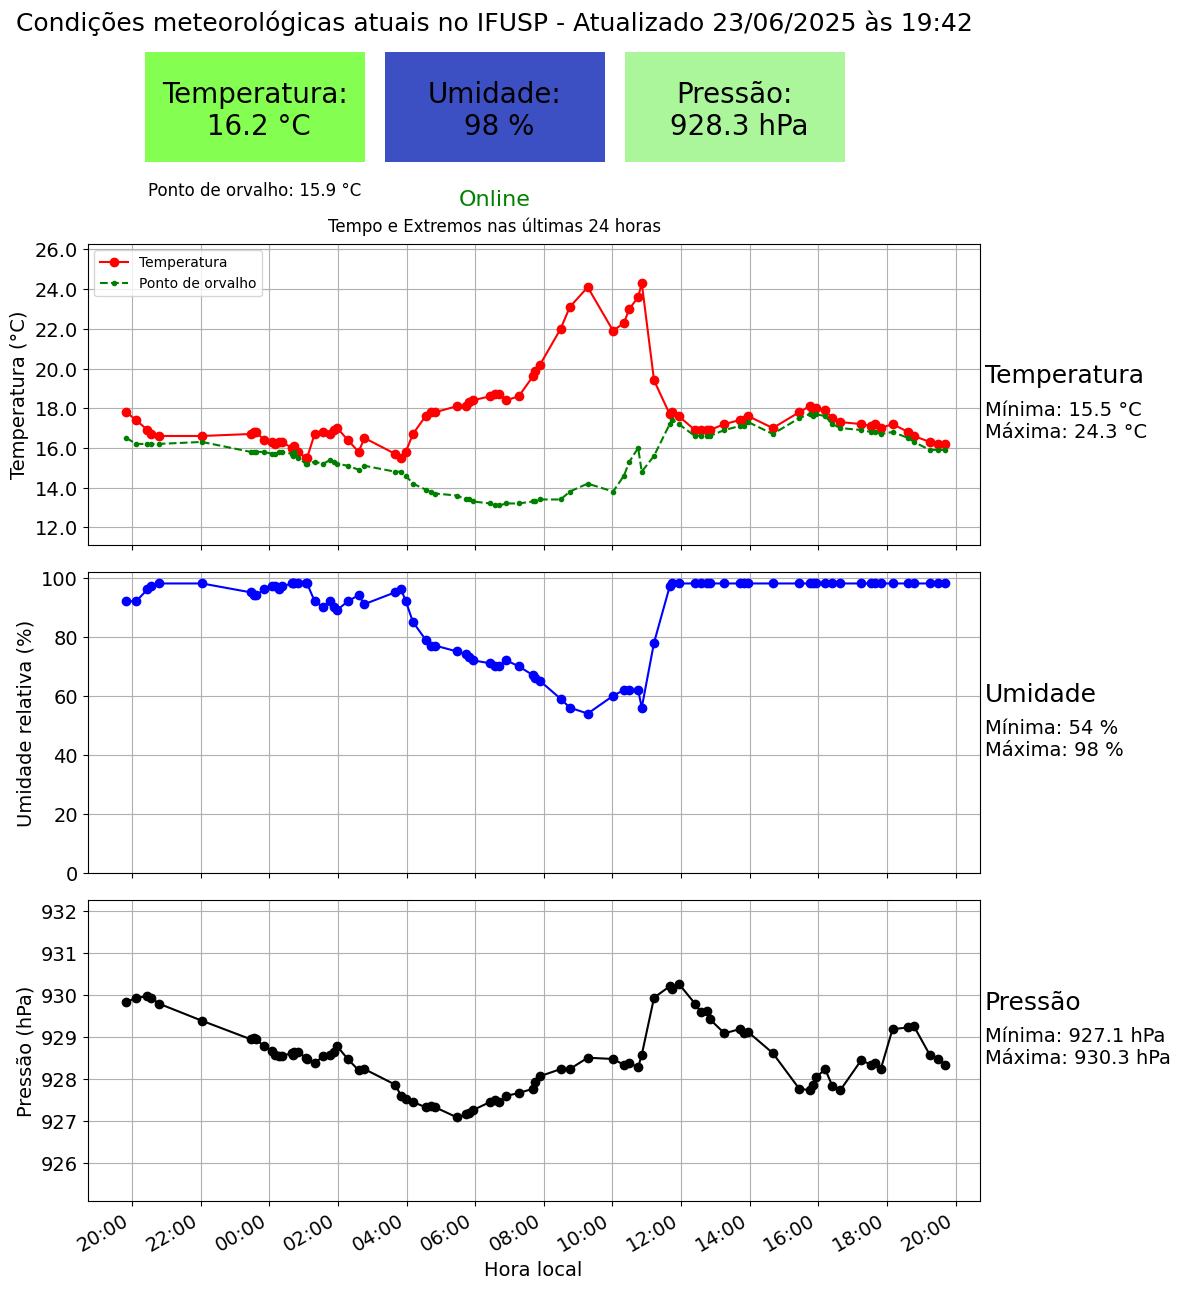 Condições meteorológicas atuais no IFUSP - Atualizado 23/06/2025 às 19:42
Temperatura:
16.2 °C
Umidade:
98 %
Pressão:
928.3 hPa
Ponto de orvalho: 15.9 °C
Online
Tempo e Extremos nas últimas 24 horas
Temperatura (°C)
26.0
24.0
22.0
20.0
18.0
16.0
14.0
12.0
Temperatura
Ponto de orvalho
Temperatura
Mínima: 15.5 °C
Máxima: 24.3 °C
Umidade relativa (%)
100
80
60
40
20
0
Umidade
Mínima: 54 %
Máxima: 98 %
Pressão (hPa)
932
931
930
929
928
927
926
Pressão
Mínima: 927.1 hPa
Máxima: 930.3 hPa
20:00
22:00
00:00
02:00
04:00
06:00
08:00
10:00
12:00
14:00
16:00
18:00
20:00
Hora local